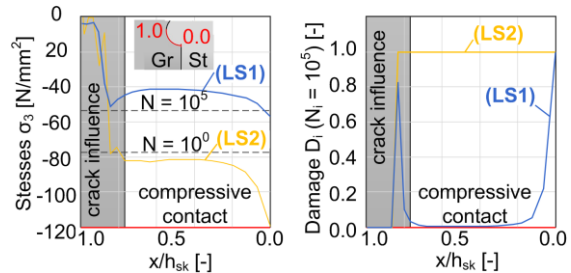 Stesses σ3 [N/mm²]
0
-20
-40
-60
-80
-100
-120
crack influence
1.0
0.0
Gr
St
(LS1)
N = 10⁵
N = 10⁰
(LS2)
compressive
contact
1.0
0.5
0.0
x/hsk [-]
Damage Di (Ni = 10⁵) [-]
1.0
0.8
0.6
0.4
0.2
0.0
crack influence
(LS2)
(LS1)
compressive
contact
1.0
0.5
0.0
x/hsk [-]